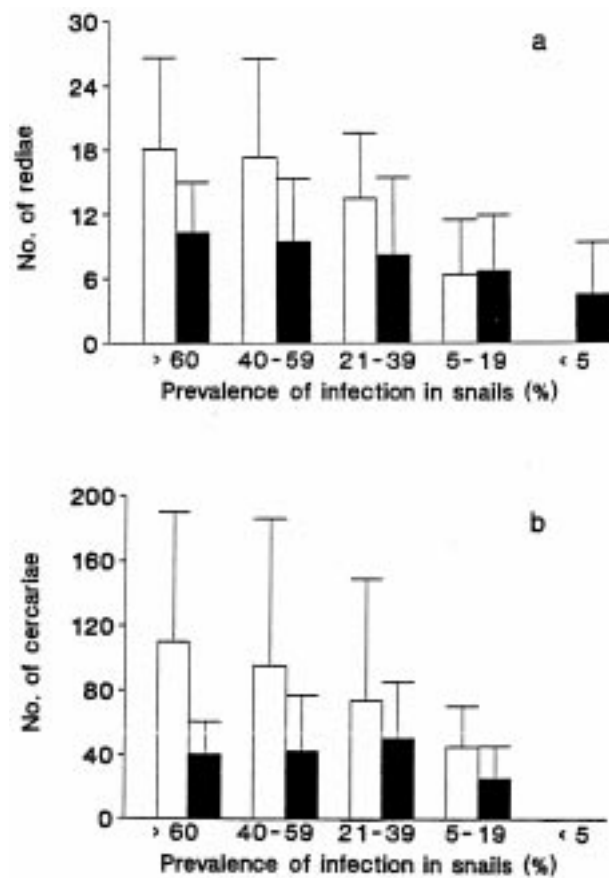 a
30
24
18
12
6
0
No. of rediae
> 60 40-59 21-39 5-19 < 5
Prevalence of infection in snails (%)
b
200
160
120
80
40
0
No. of cercariae
> 60 40-59 21-39 5-19 < 5
Prevalence of infection in snails (%)